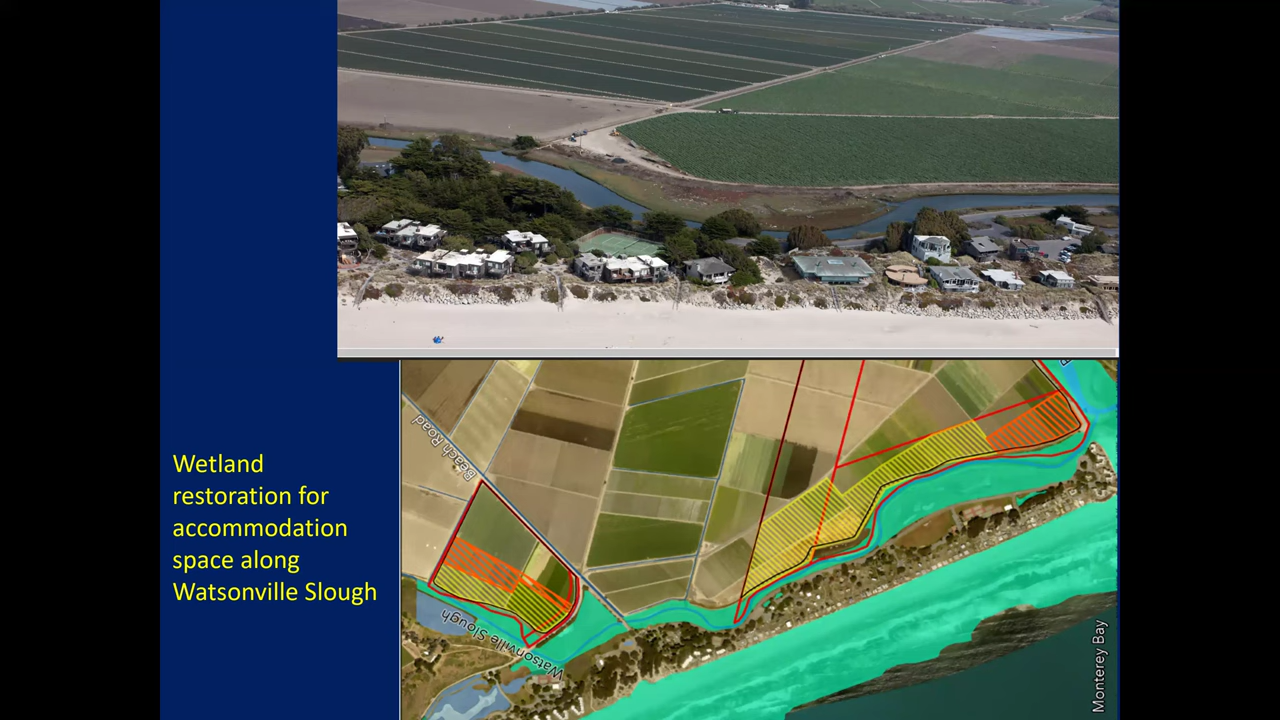 Wetland
restoration for
accommodation
space along
Watsonville Slough
Beach Road
Watsonville Slough
Monterey Bay